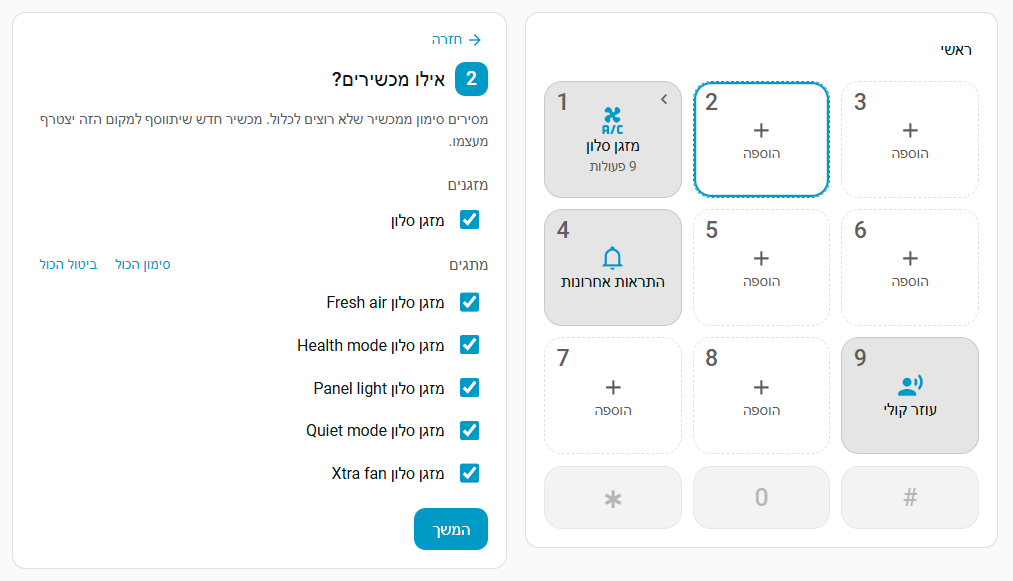 חזרה
2 אילו מכשירים?
מסירים סימון ממכשיר שלא רוצים לכלול. מכשיר חדש שיתווסף למקום הזה יצטרף
מעצמו.
מזגנים
מזגן סלון
מתגים
סימון הכול
ביטול הכול
מזגן סלון Fresh air
מזגן סלון Health mode
מזגן סלון Panel light
מזגן סלון Quiet mode
מזגן סלון Xtra fan
המשך
ראשי
1
A/C
מזגן סלון
9 פעולות
2
הוספה
3
הוספה
4
התראות אחרונות
5
הוספה
6
הוספה
7
הוספה
8
הוספה
9
עוזר קולי
*
0
#